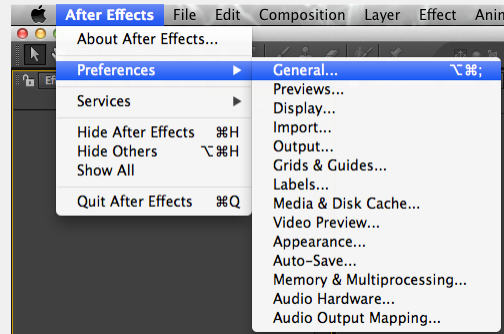 After Effects File Edit Composition Layer Effect
About After Effects...
Preferences ▶
Services ▶
Hide After Effects ⌘H
Hide Others ⌥⌘H
Show All
Quit After Effects ⌘Q
General... ⌥⌘;
Previews...
Display...
Import...
Output...
Grids & Guides...
Labels...
Media & Disk Cache...
Video Preview...
Appearance...
Auto-Save...
Memory & Multiprocessing...
Audio Hardware...
Audio Output Mapping...